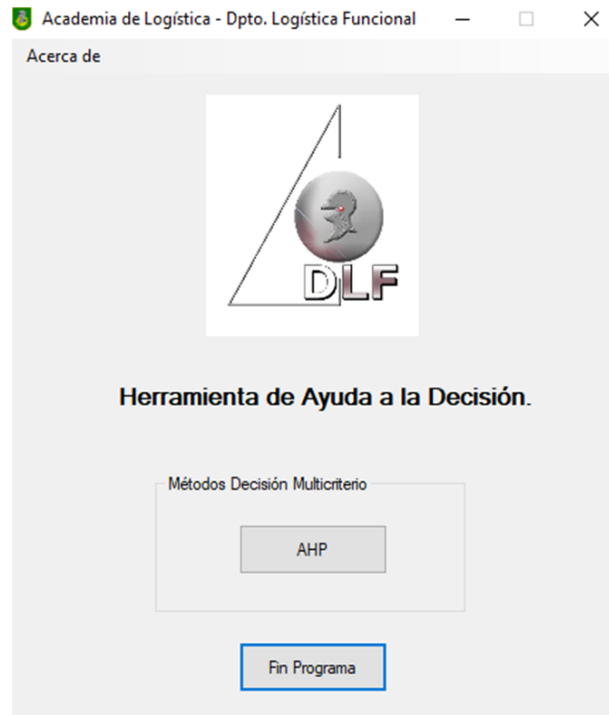 Academia de Logística - Dpto. Logística Funcional
Acerca de
DLF
Herramienta de Ayuda a la Decisión.
Métodos Decisión Multicriterio
AHP
Fin Programa